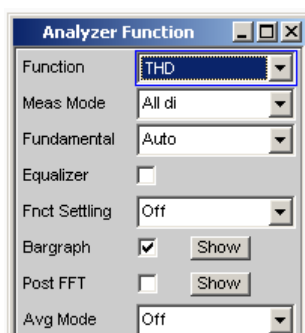 Analyzer Function
Function THD
Meas Mode All di
Fundamental Auto
Equalizer
Fnct Settling Off
Bargraph Show
Post FFT Show
Avg Mode Off